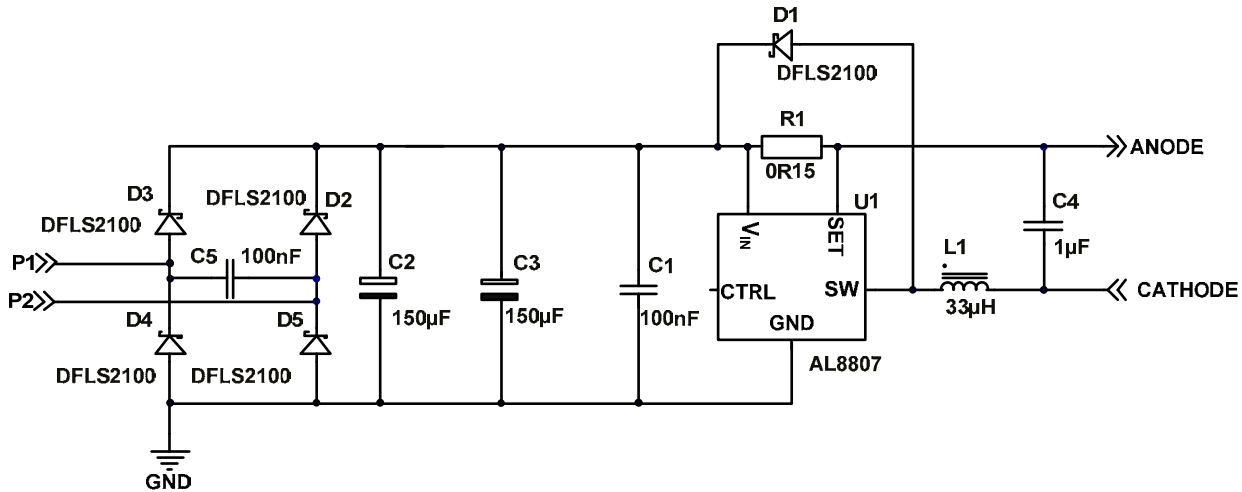 D1
DFLS2100
R1
0R15
ANODE
D3
DFLS2100
D2
DFLS2100
U1
VIN
SET
C4
1µF
C5
100nF
P1
C2
150µF
C3
150µF
C1
100nF
L1
33µH
CTRL
SW
CATHODE
P2
D4
D5
GND
DFLS2100
DFLS2100
AL8807
GND